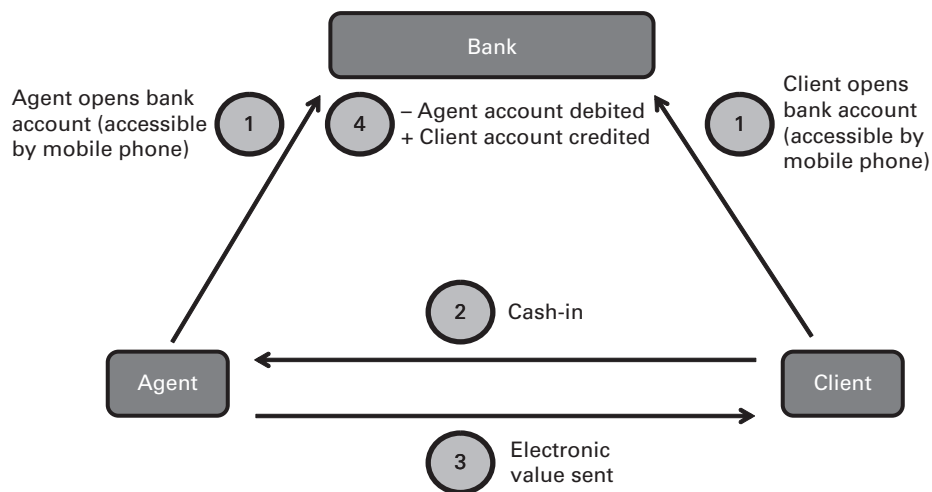 Bank
Agent opens bank
account (accessible
by mobile phone)
1
4
– Agent account debited
+ Client account credited
1
Client opens
bank account
(accessible by
mobile phone)
2
Cash-in
Agent
Client
3
Electronic
value sent